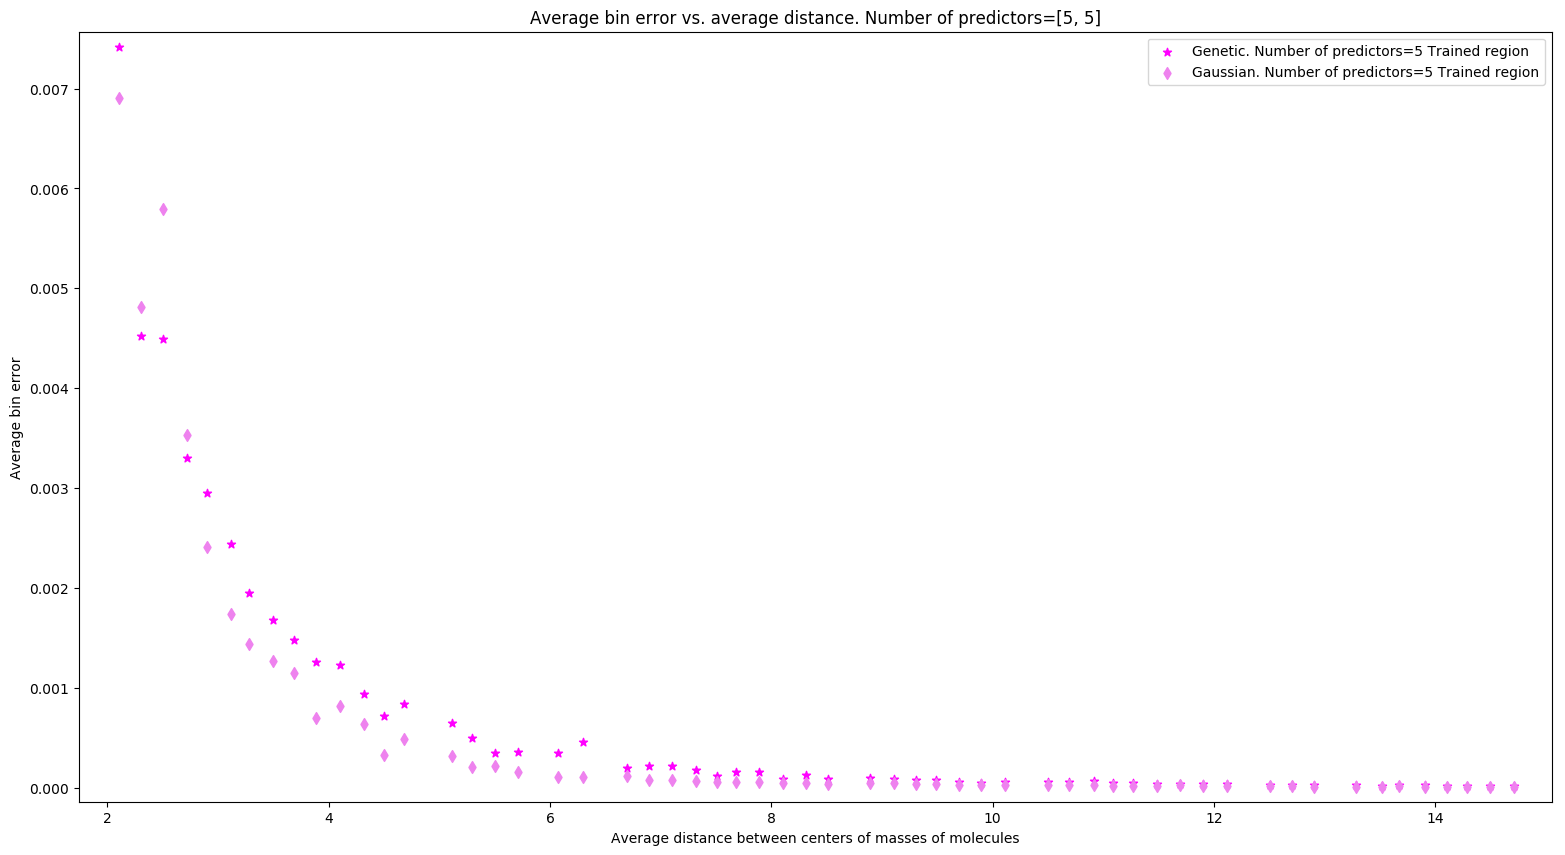 Average bin error vs. average distance. Number of predictors=[5, 5]
Genetic. Number of predictors=5 Trained region
Gaussian. Number of predictors=5 Trained region
Average bin error
0.007
0.006
0.005
0.004
0.003
0.002
0.001
0.000
2 4 6 8 10 12 14
Average distance between centers of masses of molecules